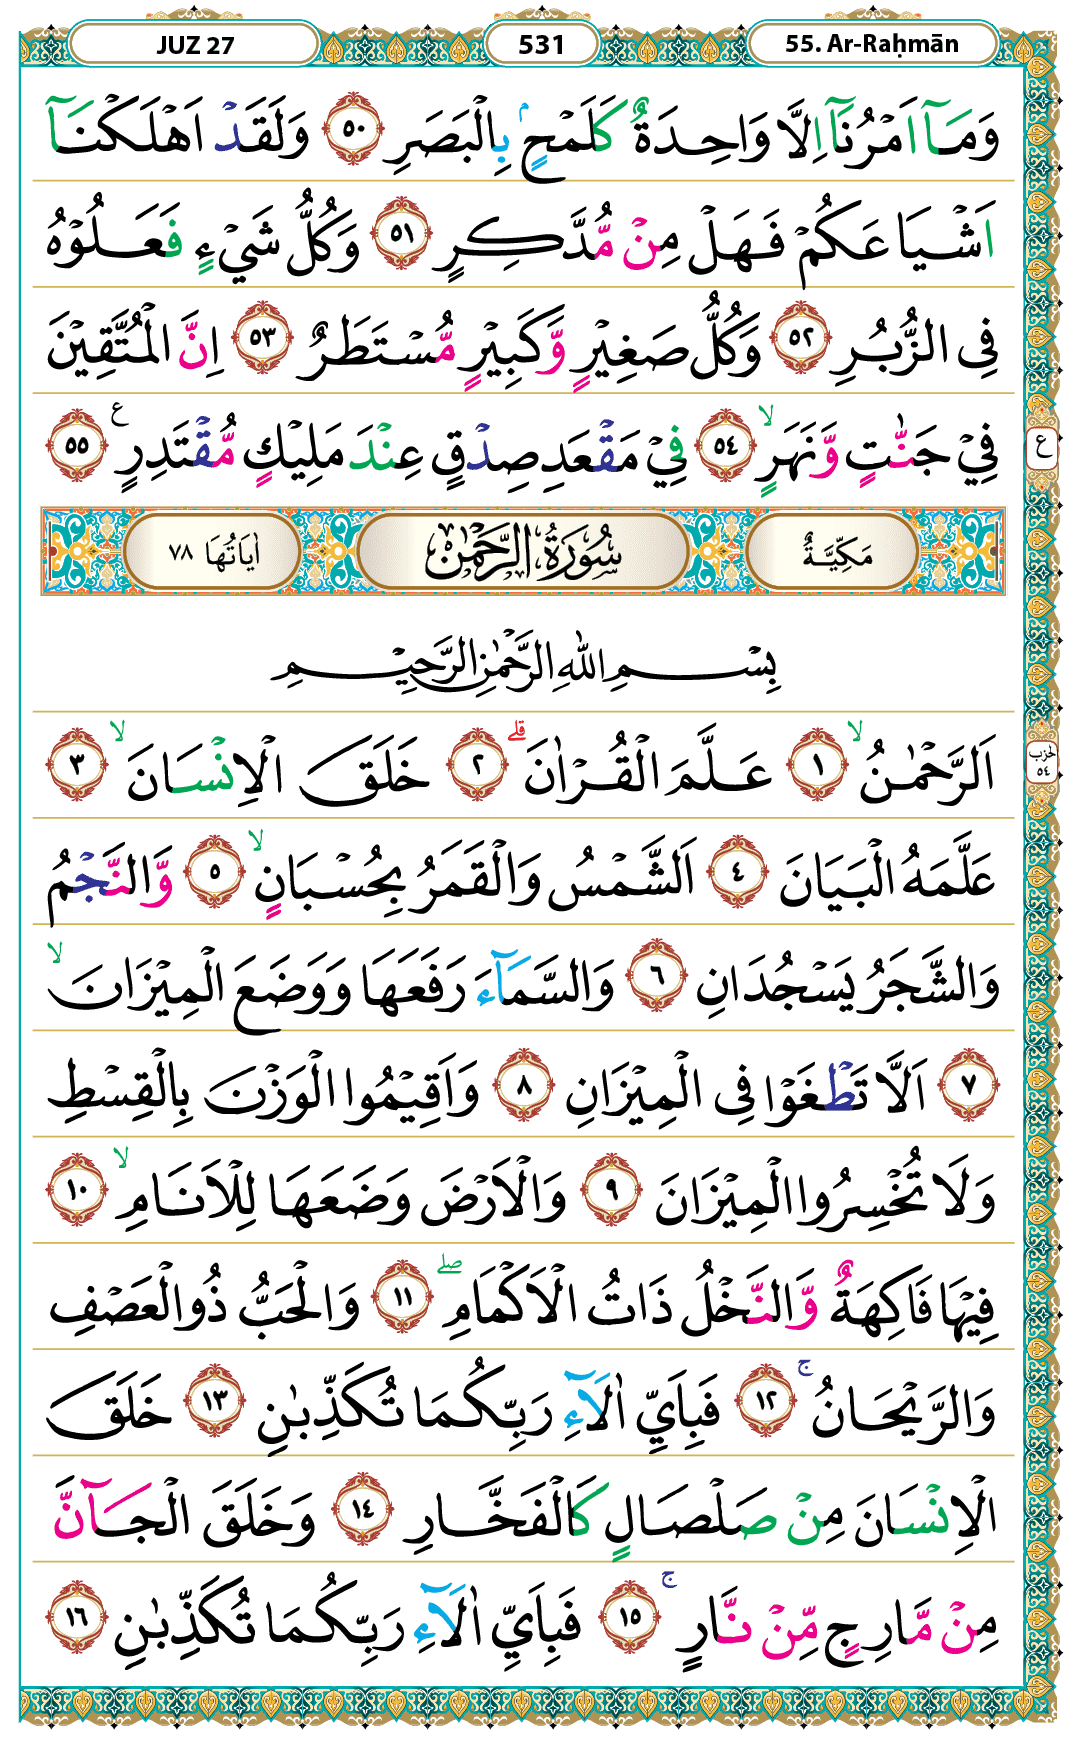 JUZ 27
531
55. Ar-Raḥmān
وَمَاۤ اَمْرُنَاۤ اِلَّا وَاحِدَةٌ كَلَمْحٍۭ بِالْبَصَرِ ٥٠ وَلَقَدْ اَهْلَكْنَاۤ
اَشْيَاعَكُمْ فَهَلْ مِنْ مُّدَّكِرٍ ٥١ وَكُلُّ شَيْءٍ فَعَلُوْهُ
فِى الزُّبُرِ ٥٢ وَكُلُّ صَغِيْرٍ وَّكَبِيْرٍ مُّسْتَطَرٌ ٥٣ اِنَّ الْمُتَّقِيْنَ
فِيْ جَنّٰتٍ وَّنَهَرٍ ۙ ٥٤ فِيْ مَقْعَدِ صِدْقٍ عِنْدَ مَلِيْكٍ مُّقْتَدِرٍ ع ٥٥
ع
مَكِّيَّةٌ سُوْرَةُ الرَّحْمٰن اٰيَاتُهَا ٧٨
بِسْمِ اللهِ الرَّحْمٰنِ الرَّحِيْمِ
اَلرَّحْمٰنُ ۙ ١ عَلَّمَ الْقُرْاٰنَ ۗ ٢ خَلَقَ الْاِنْسَانَ ۙ ٣
حزب ٥٤
عَلَّمَهُ الْبَيَانَ ٤ اَلشَّمْسُ وَالْقَمَرُ بِحُسْبَانٍ ۙ ٥ وَّالنَّجْمُ
وَالشَّجَرُ يَسْجُدَانِ ٦ وَالسَّمَآءَ رَفَعَهَا وَوَضَعَ الْمِيْزَانَ ۙ
٧ اَلَّا تَطْغَوْا فِى الْمِيْزَانِ ٨ وَاَقِيْمُوا الْوَزْنَ بِالْقِسْطِ
وَلَا تُخْسِرُوا الْمِيْزَانَ ٩ وَالْاَرْضَ وَضَعَهَا لِلْاَنَامِ ۙ ١٠
فِيْهَا فَاكِهَةٌ وَّالنَّخْلُ ذَاتُ الْاَكْمَامِ ۖ ١١ وَالْحَبُّ ذُو الْعَصْفِ
وَالرَّيْحَانُ ۚ ١٢ فَبِاَيِّ اٰلَآءِ رَبِّكُمَا تُكَذِّبٰنِ ١٣ خَلَقَ
الْاِنْسَانَ مِنْ صَلْصَالٍ كَالْفَخَّارِ ١٤ وَخَلَقَ الْجَآنَّ
مِنْ مَّارِجٍ مِّنْ نَّارٍ ۚ ١٥ فَبِاَيِّ اٰلَآءِ رَبِّكُمَا تُكَذِّبٰنِ ١٦